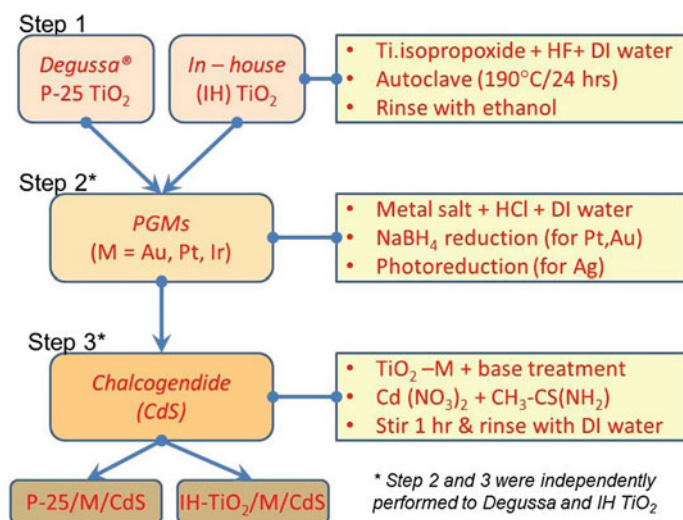 Step 1
Degussa®
P-25 TiO₂
In – house
(IH) TiO₂
• Ti.isopropoxide + HF+ DI water
• Autoclave (190°C/24 hrs)
• Rinse with ethanol
Step 2*
PGMs
(M = Au, Pt, Ir)
• Metal salt + HCl + DI water
• NaBH₄ reduction (for Pt,Au)
• Photoreduction (for Ag)
Step 3*
Chalcogendide
(CdS)
• TiO₂ –M + base treatment
• Cd (NO₃)₂ + CH₃-CS(NH₂)
• Stir 1 hr & rinse with DI water
P-25/M/CdS
IH-TiO₂/M/CdS
* Step 2 and 3 were independently
performed to Degussa and IH TiO₂